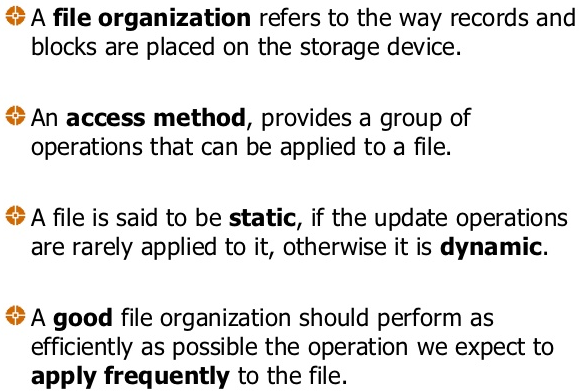 A file organization refers to the way records and
blocks are placed on the storage device.
An access method, provides a group of
operations that can be applied to a file.
A file is said to be static, if the update operations
are rarely applied to it, otherwise it is dynamic.
A good file organization should perform as
efficiently as possible the operation we expect to
apply frequently to the file.